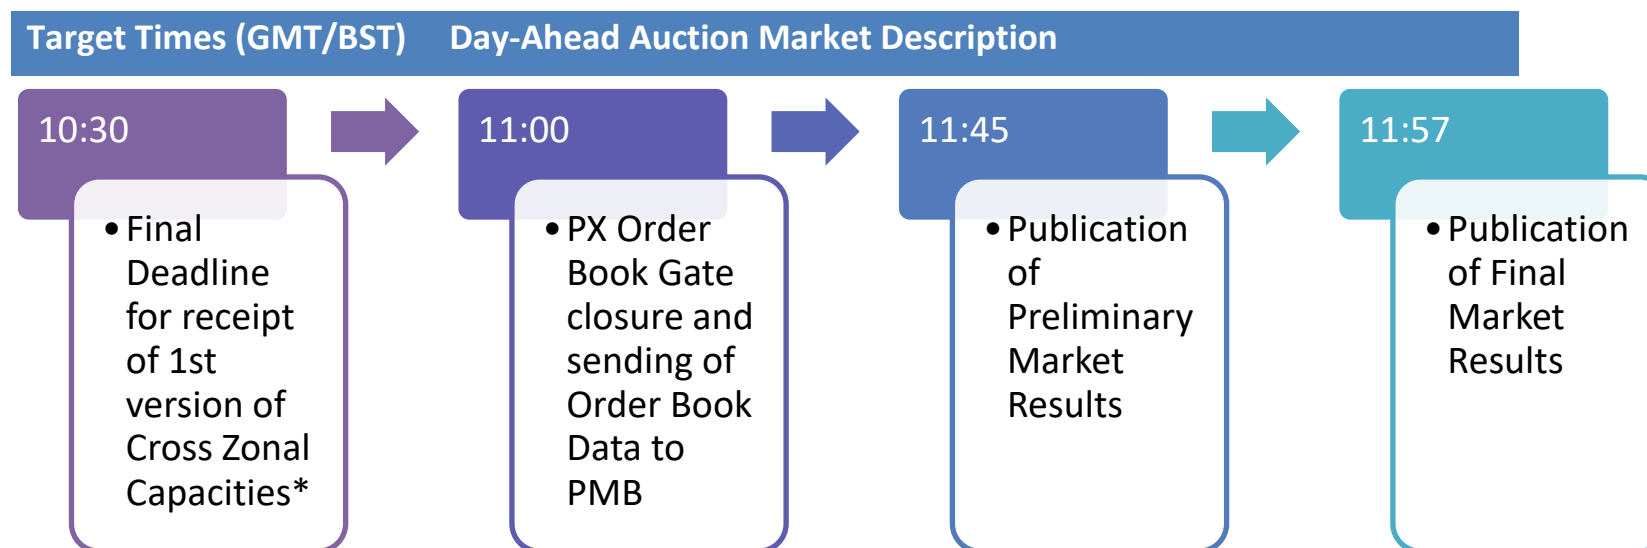 Target Times (GMT/BST) Day-Ahead Auction Market Description
10:30
• Final
Deadline
for receipt
of 1st
version of
Cross Zonal
Capacities*
11:00
• PX Order
Book Gate
closure and
sending of
Order Book
Data to
PMB
11:45
• Publication
of
Preliminary
Market
Results
11:57
• Publication
of Final
Market
Results